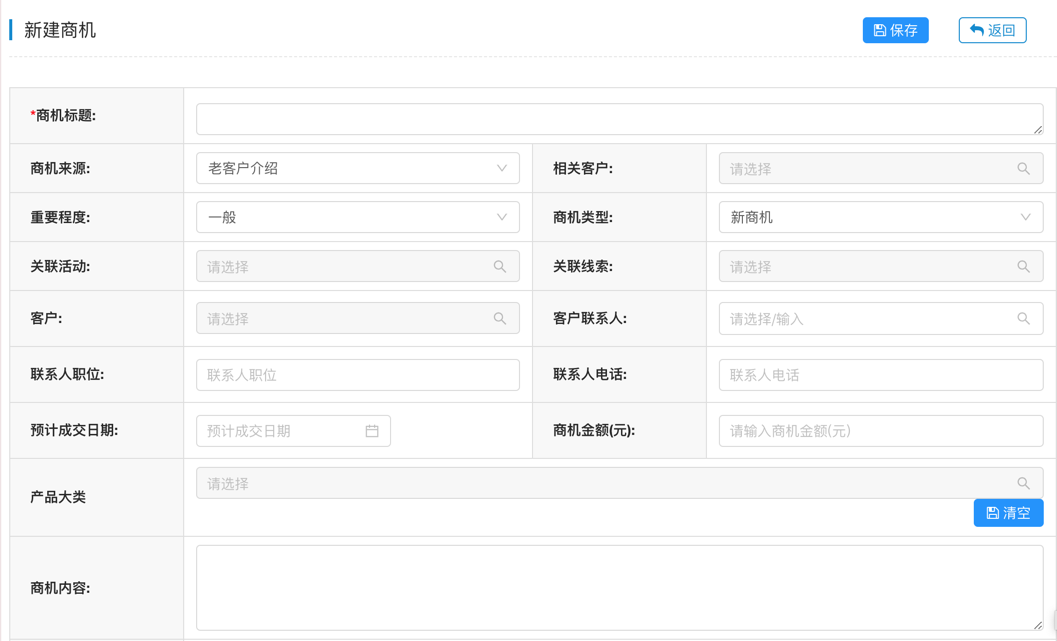 新建商机
保存 返回
*商机标题:
商机来源: 老客户介绍 相关客户: 请选择
重要程度: 一般 商机类型: 新商机
关联活动: 请选择 关联线索: 请选择
客户: 请选择 客户联系人: 请选择/输入
联系人职位: 联系人职位 联系人电话: 联系人电话
预计成交日期: 预计成交日期 商机金额(元): 请输入商机金额(元)
产品大类 请选择
清空
商机内容: